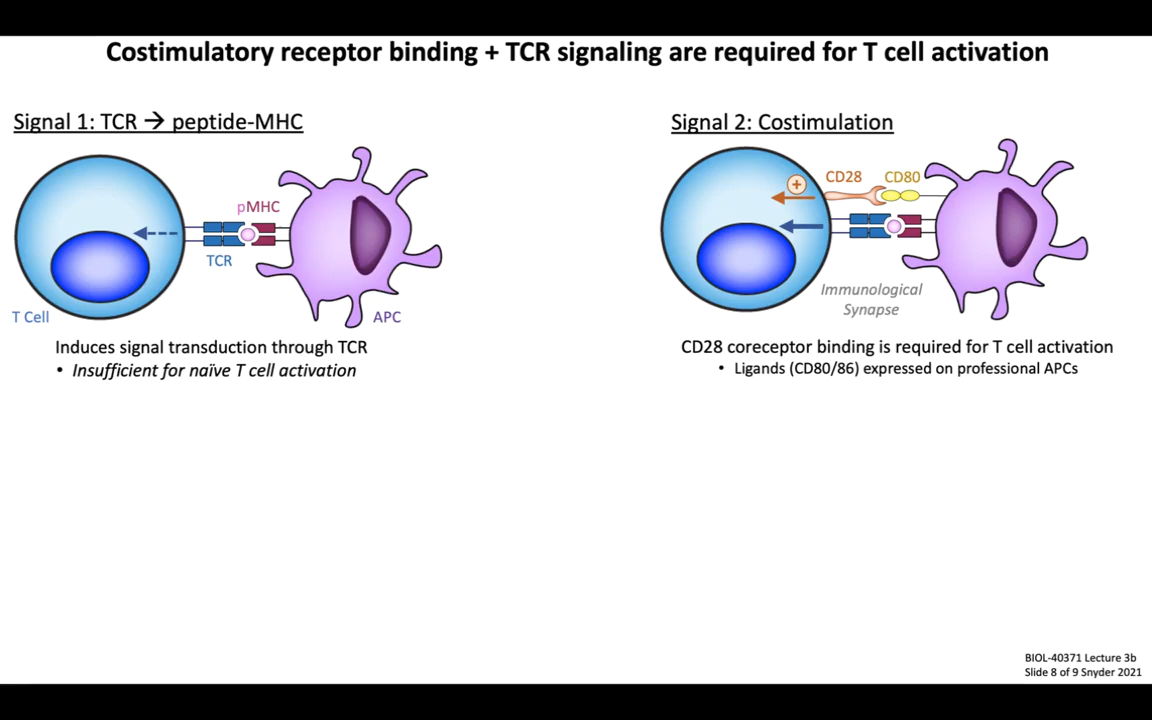 Costimulatory receptor binding + TCR signaling are required for T cell activation
Signal 1: TCR → peptide-MHC
pMHC
TCR
T Cell
APC
Induces signal transduction through TCR
• Insufficient for naïve T cell activation
Signal 2: Costimulation
+
CD28
CD80
Immunological
Synapse
CD28 coreceptor binding is required for T cell activation
• Ligands (CD80/86) expressed on professional APCs
BIOL-40371 Lecture 3b
Slide 8 of 9 Snyder 2021